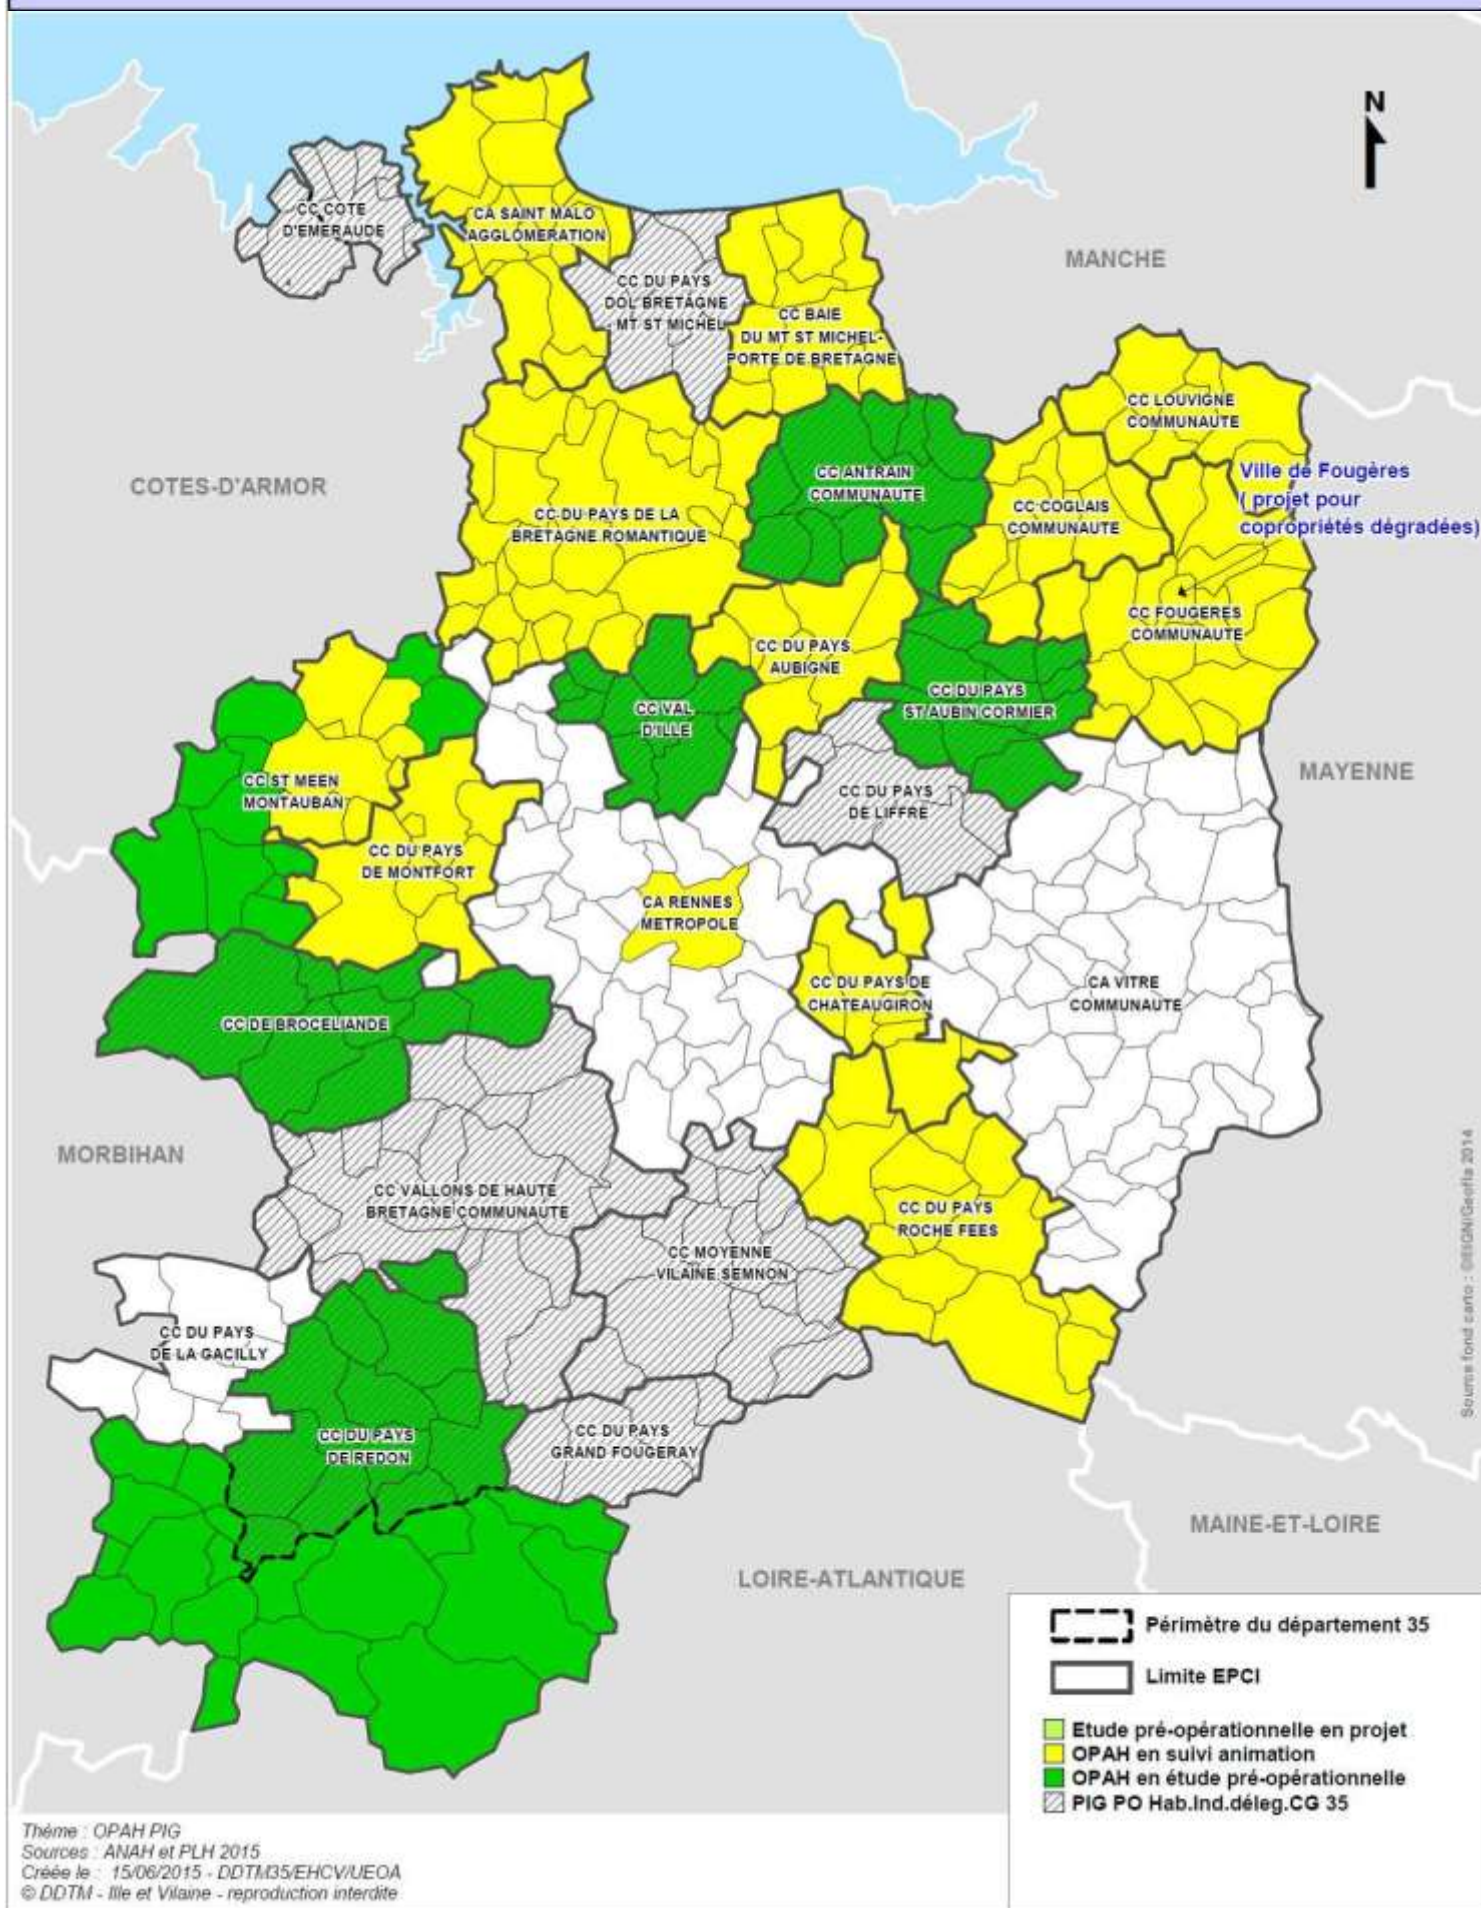 N
CC COTE
D'EMERAUDE
CA SAINT MALO
AGGLOMERATION
MANCHE
CC DU PAYS
DOL BRETAGNE
- MT ST MICHEL
CC BAIE
DU MT ST MICHEL-
PORTE DE BRETAGNE
CC LOUVIGNE
COMMUNAUTE
COTES-D'ARMOR
CC ANTRAIN
COMMUNAUTE
Ville de Fougères
( projet pour
copropriétés dégradées)
CC DU PAYS DE LA
BRETAGNE ROMANTIQUE
CC COGLAIS
COMMUNAUTE
CC FOUGERES
COMMUNAUTE
CC DU PAYS
AUBIGNE
CC DU PAYS
ST AUBIN CORMIER
CC VAL
D'ILLE
MAYENNE
CC ST MEEN
MONTAUBAN
CC DU PAYS
DE LIFFRE
CC DU PAYS
DE MONTFORT
CA RENNES
METROPOLE
CC DU PAYS DE
CHATEAUGIRON
CA VITRE
COMMUNAUTE
CC DE BROCELIANDE
MORBIHAN
CC VALLONS DE HAUTE
BRETAGNE COMMUNAUTE
CC DU PAYS
ROCHE FEES
CC MOYENNE
VILAINE SEMNON
CC DU PAYS
DE LA GACILLY
CC DU PAYS
DE REDON
CC DU PAYS
GRAND FOUGERAY
MAINE-ET-LOIRE
LOIRE-ATLANTIQUE
Source fond carto : ©IGN/Geofla 2014
Périmètre du département 35
Limite EPCI
Etude pré-opérationnelle en projet
OPAH en suivi animation
OPAH en étude pré-opérationnelle
PIG PO Hab.Ind.déleg.CG 35
Thème : OPAH PIG
Sources : ANAH et PLH 2015
Créée le : 15/06/2015 - DDTM35/EHCV/UEOA
© DDTM - Ille et Vilaine - reproduction interdite